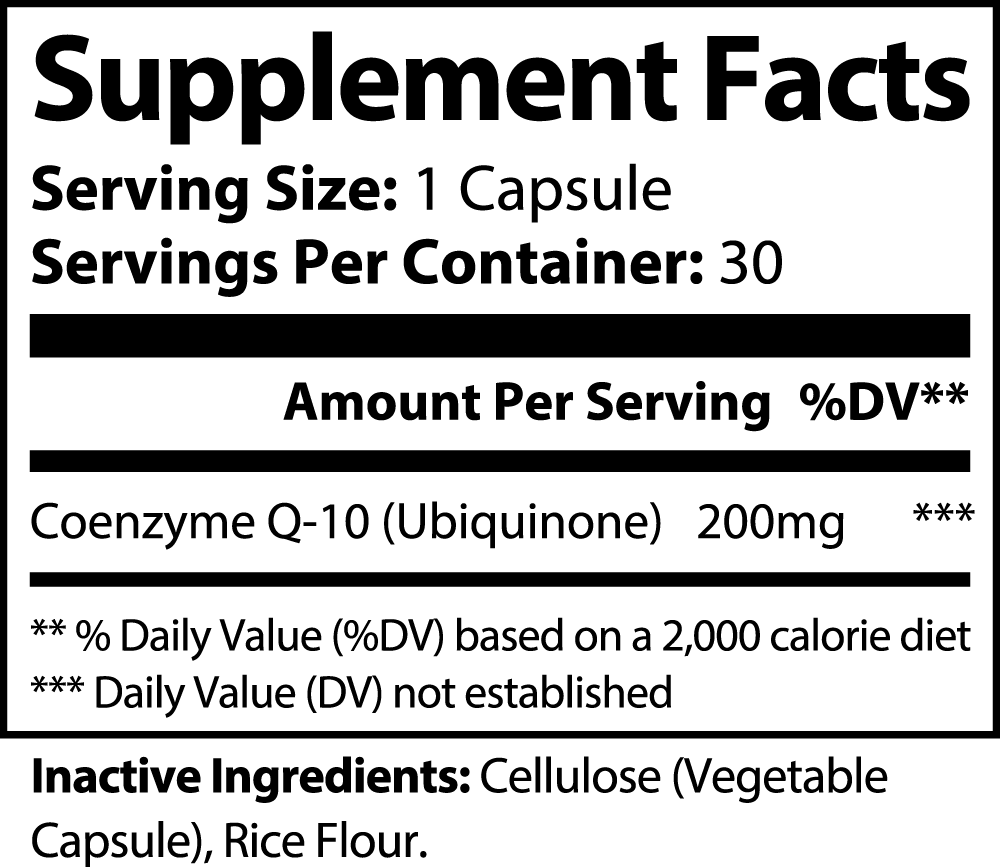 Supplement Facts
Serving Size: 1 Capsule
Servings Per Container: 30
Amount Per Serving %DV**
Coenzyme Q-10 (Ubiquinone) 200mg ***
** % Daily Value (%DV) based on a 2,000 calorie diet
*** Daily Value (DV) not established
Inactive Ingredients: Cellulose (Vegetable
Capsule), Rice Flour.